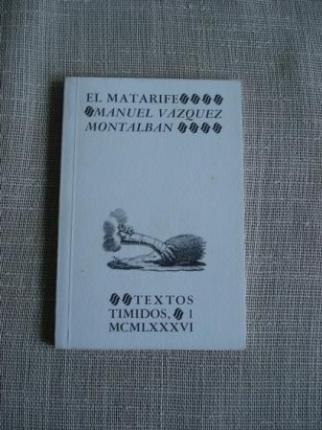 EL MATARIFE
MANUEL VAZQUEZ
MONTALBAN
TEXTOS
TIMIDOS, 1
MCMLXXXVI